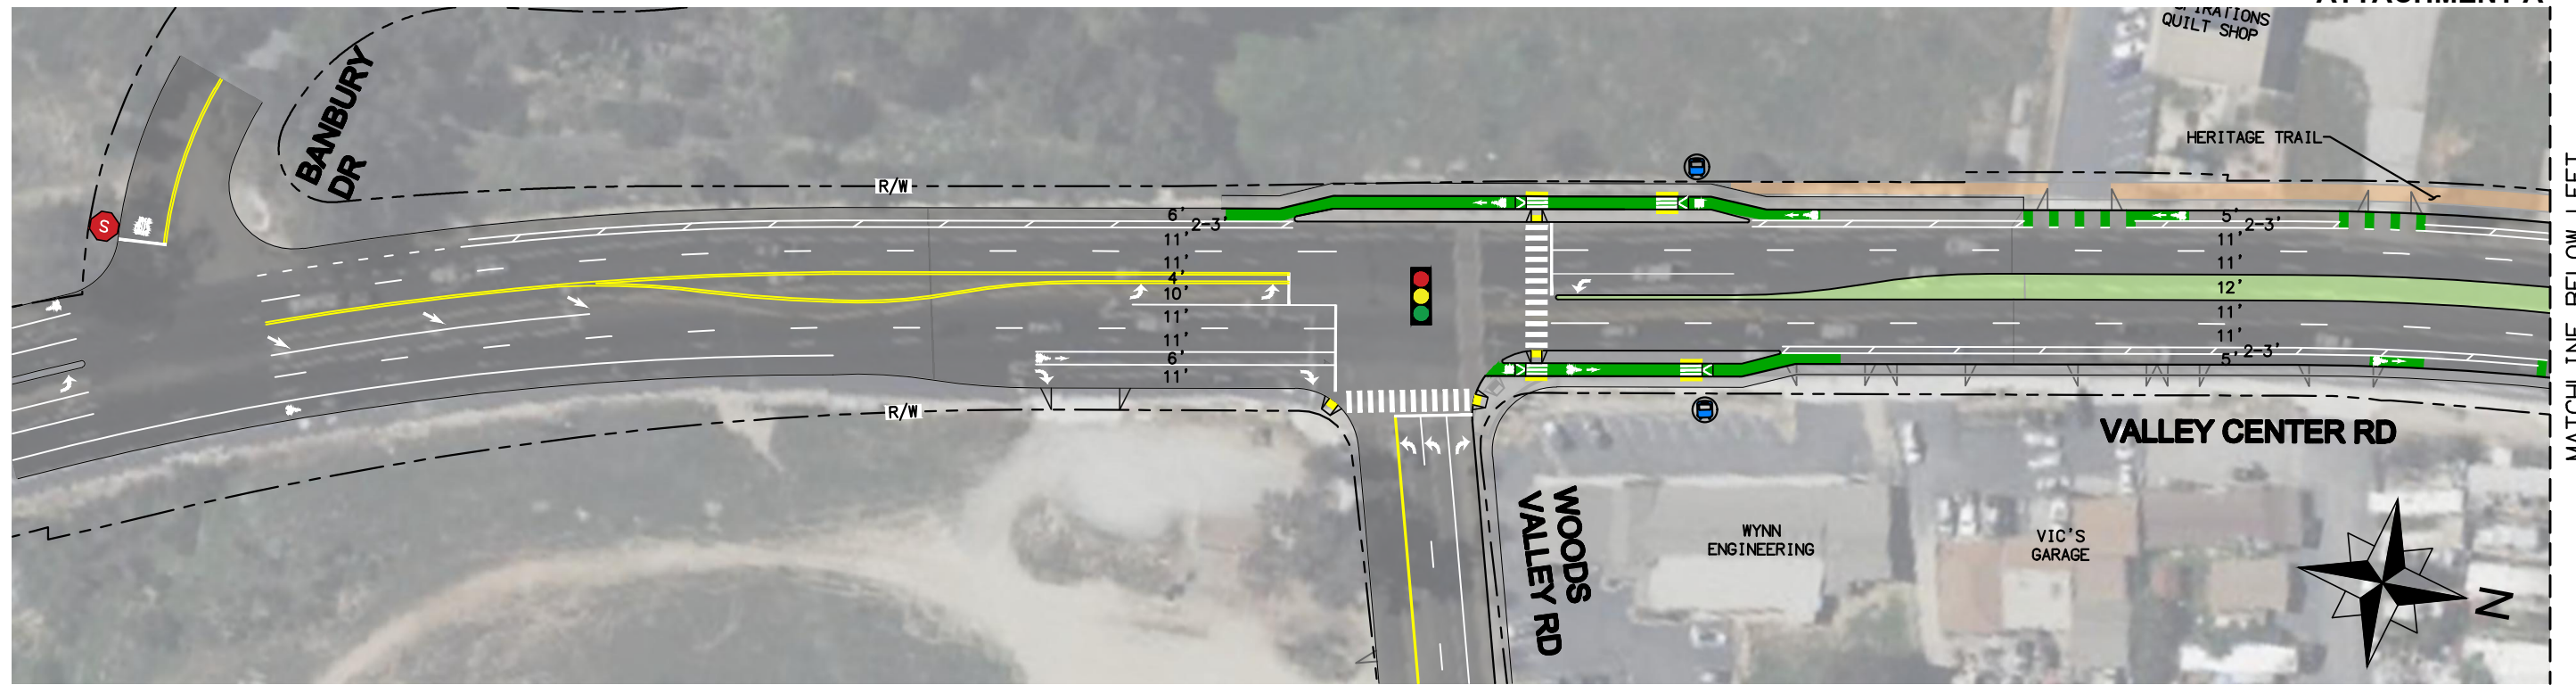 ATTACHMENT A
QUILT SHOP
HERITAGE TRAIL
BANBURY
DR
S
R/W
6'
2-3'
11'
11'
4'
10'
11'
11'
6'
11'
5'
2-3'
11'
11'
12'
11'
11'
2-3'
5'
R/W
VALLEY CENTER RD
WOODS
VALLEY RD
WYNN
ENGINEERING
VIC'S
GARAGE
N
MATCHLINE BELOW LEFT